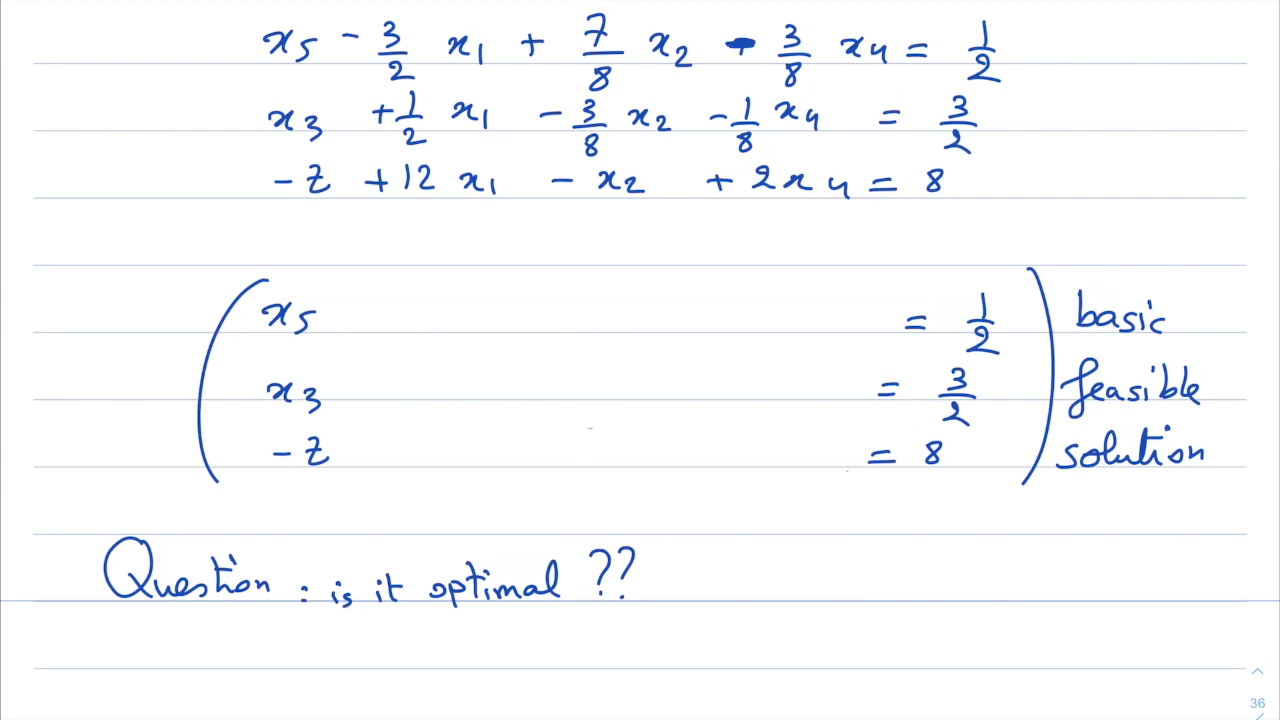 x₅ - 3/2 x₁ + 7/8 x₂ - 3/8 x₄ = 1/2
x₃ + 1/2 x₁ - 3/8 x₂ - 1/8 x₄ = 3/2
- z + 12 x₁ - x₂ + 2 x₄ = 8
( x₅ = 1/2 ) basic
x₃ = 3/2 feasible
- z = 8 solution
Question : is it optimal ??
36